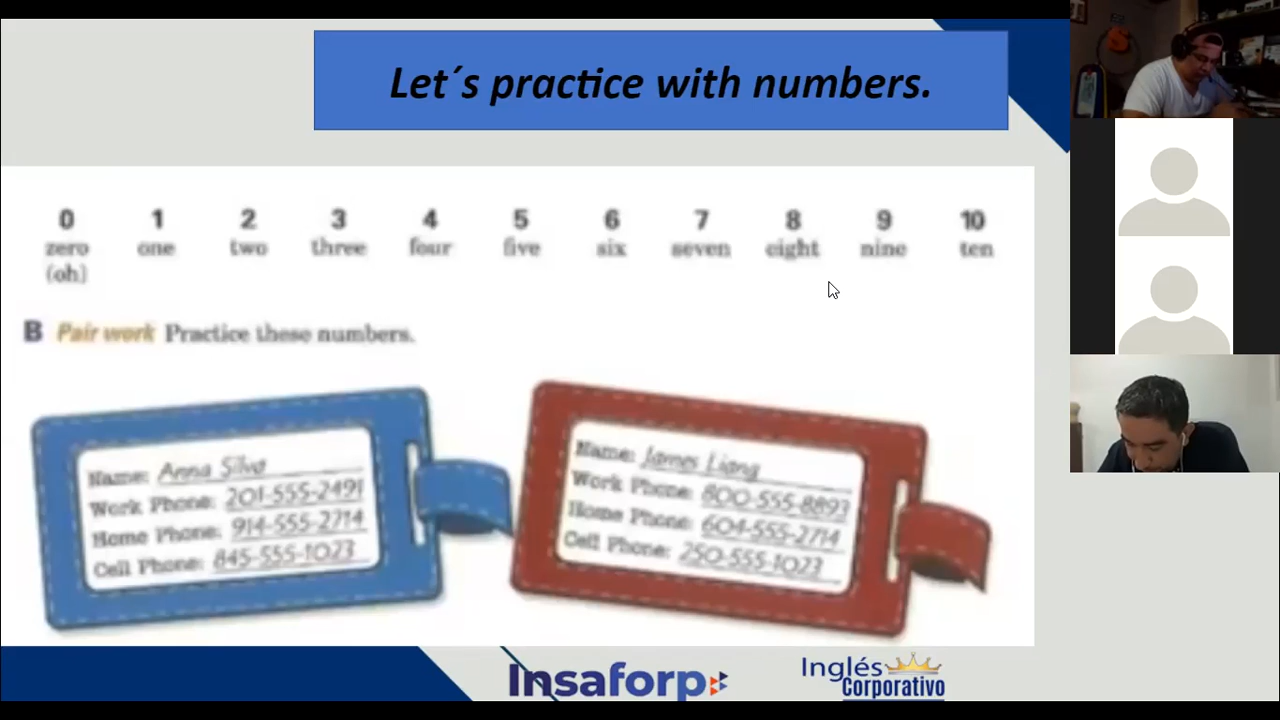 Let´s practice with numbers.
0 1 2 3 4 5 6 7 8 9 10
zero one two three four five six seven eight nine ten
(oh)
B Pair work Practice these numbers.
Name: Anna Silva
Work Phone: 201-555-2491
Home Phone: 914-555-2714
Cell Phone: 845-555-1023
Name: James Liang
Work Phone: 800-555-8893
Home Phone: 604-555-2714
Cell Phone: 250-555-1023
Insaforp
Inglés
Corporativo